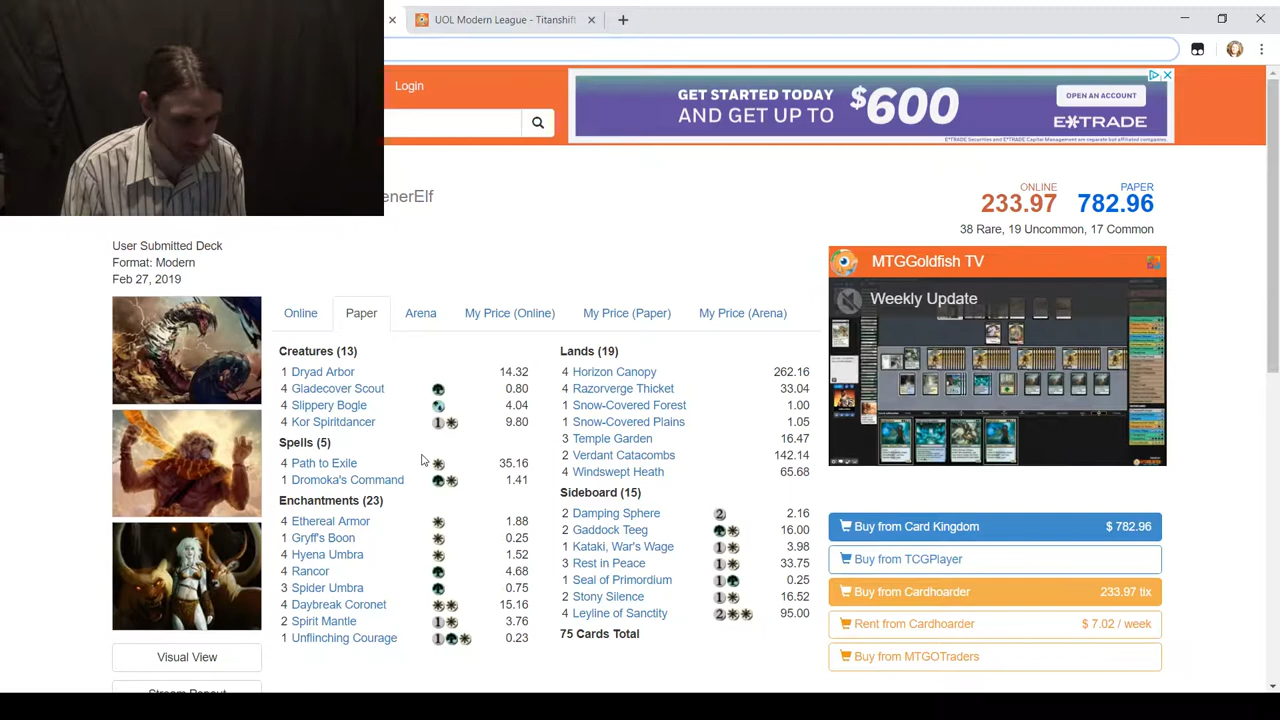 UOL Modern League - Titanshift
Login
GET STARTED TODAY
AND GET UP TO $600
OPEN AN ACCOUNT
E*TRADE
enerElf
ONLINE PAPER
233.97 782.96
38 Rare, 19 Uncommon, 17 Common
User Submitted Deck
Format: Modern
Feb 27, 2019
MTGGoldfish TV
Weekly Update
Online Paper Arena My Price (Online) My Price (Paper) My Price (Arena)
Creatures (13)
1 Dryad Arbor 14.32
4 Gladecover Scout 0.80
4 Slippery Bogle 4.04
4 Kor Spiritdancer 1 9.80
Spells (5)
4 Path to Exile 35.16
1 Dromoka's Command 1.41
Enchantments (23)
4 Ethereal Armor 1.88
1 Gryff's Boon 0.25
4 Hyena Umbra 1.52
4 Rancor 4.68
3 Spider Umbra 0.75
4 Daybreak Coronet 15.16
2 Spirit Mantle 1 3.76
1 Unflinching Courage 1 0.23
Lands (19)
4 Horizon Canopy 262.16
4 Razorverge Thicket 33.04
1 Snow-Covered Forest 1.00
1 Snow-Covered Plains 1.05
3 Temple Garden 16.47
2 Verdant Catacombs 142.14
4 Windswept Heath 65.68
Sideboard (15)
2 Damping Sphere 2 2.16
2 Gaddock Teeg 16.00
1 Kataki, War's Wage 1 3.98
3 Rest in Peace 1 33.75
1 Seal of Primordium 1 0.25
2 Stony Silence 1 16.52
4 Leyline of Sanctity 2 95.00
75 Cards Total
Buy from Card Kingdom $ 782.96
Buy from TCGPlayer
Buy from Cardhoarder 233.97 tix
Rent from Cardhoarder $ 7.02 / week
Buy from MTGOTraders
Visual View